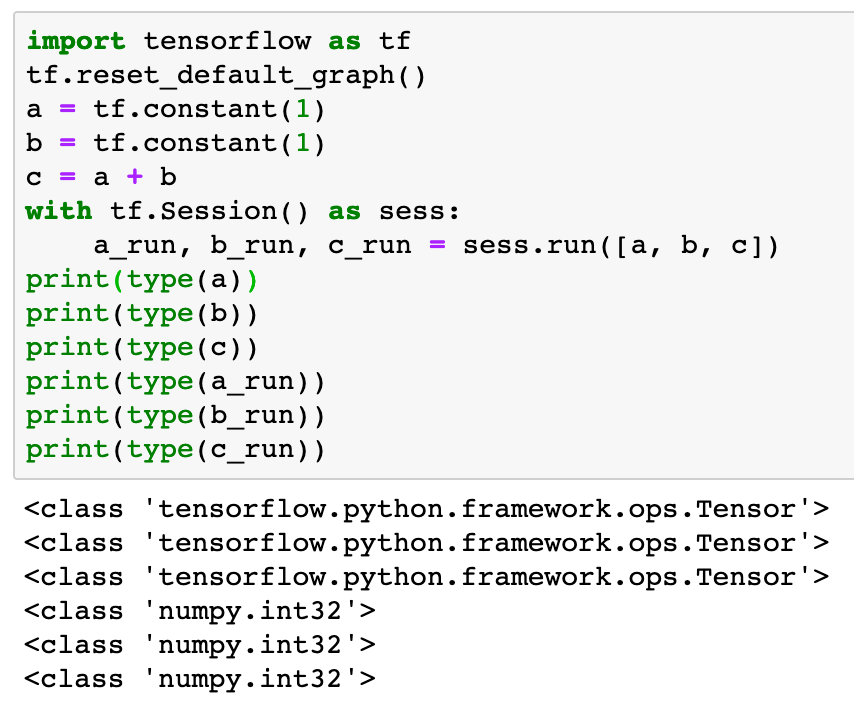 import tensorflow as tf
tf.reset_default_graph()
a = tf.constant(1)
b = tf.constant(1)
c = a + b
with tf.Session() as sess:
    a_run, b_run, c_run = sess.run([a, b, c])
print(type(a))
print(type(b))
print(type(c))
print(type(a_run))
print(type(b_run))
print(type(c_run))
<class 'tensorflow.python.framework.ops.Tensor'>
<class 'tensorflow.python.framework.ops.Tensor'>
<class 'tensorflow.python.framework.ops.Tensor'>
<class 'numpy.int32'>
<class 'numpy.int32'>
<class 'numpy.int32'>